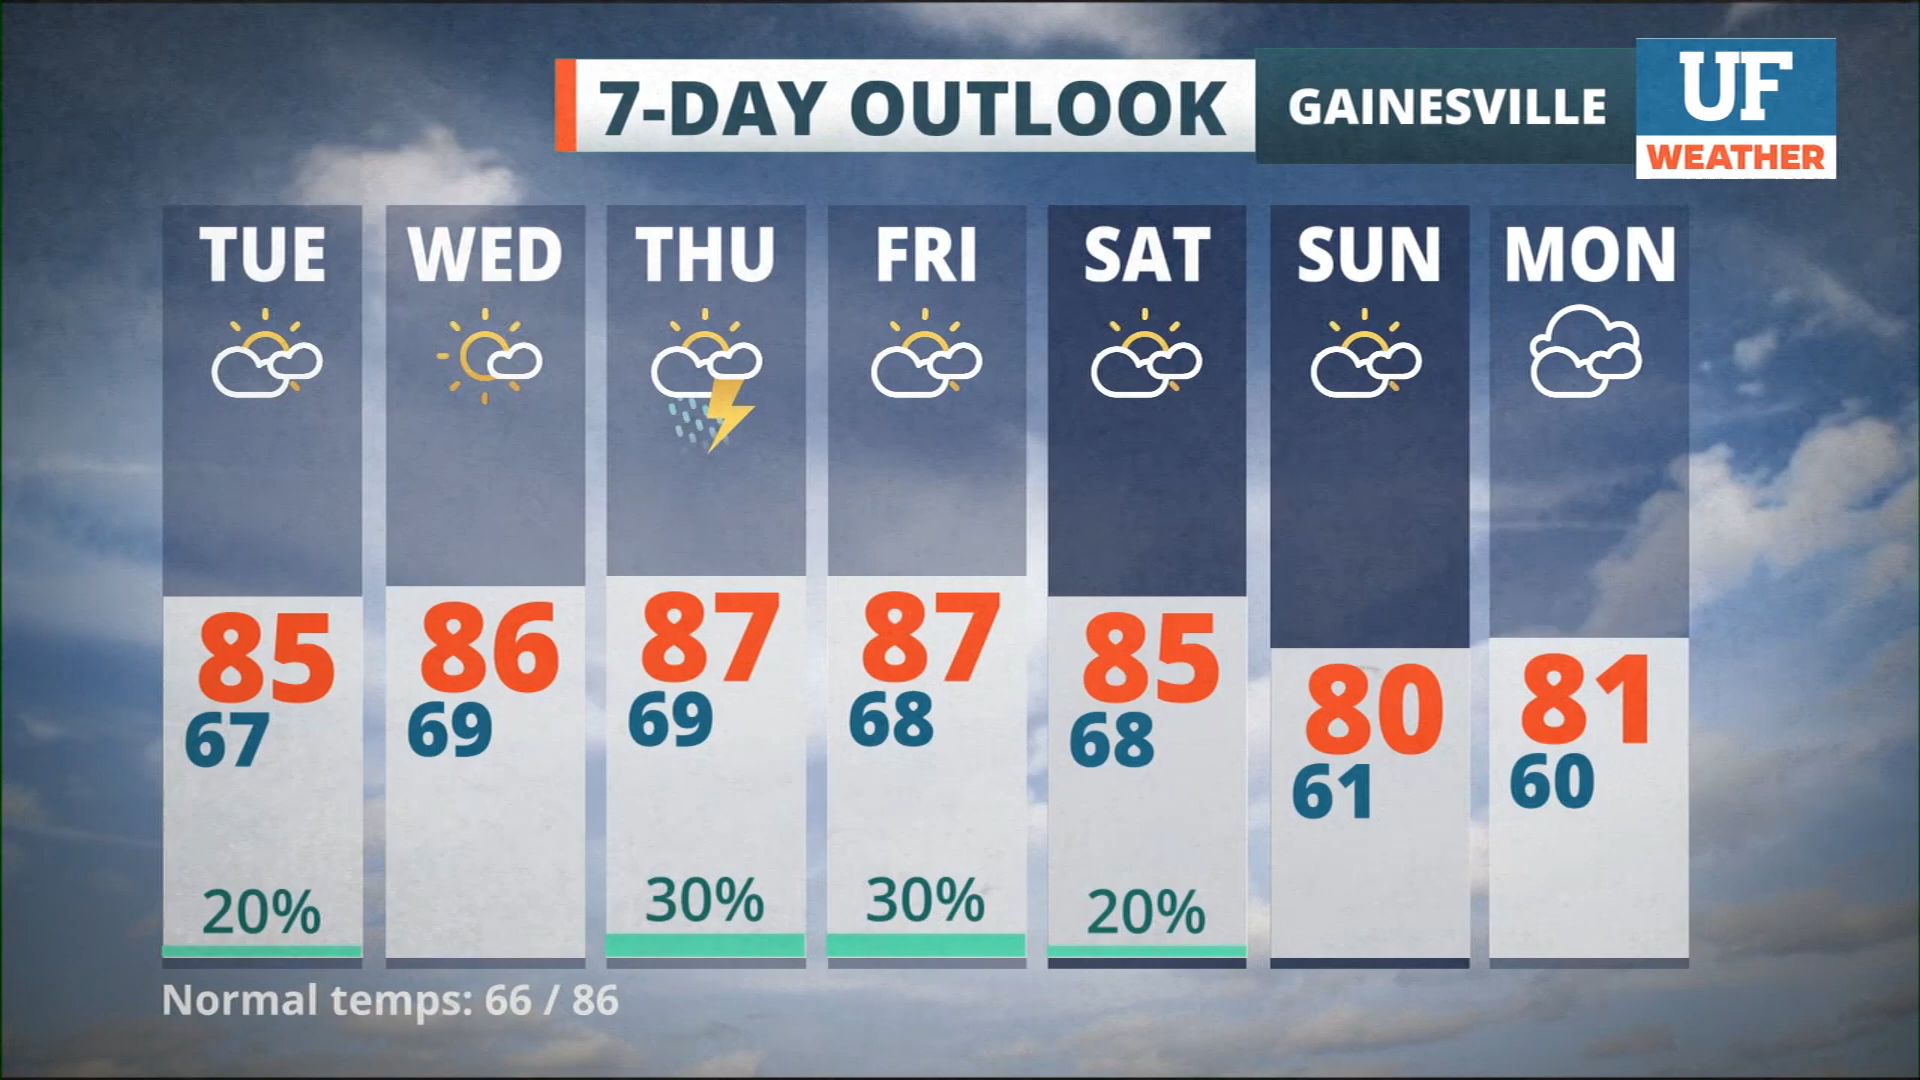 7-DAY OUTLOOK GAINESVILLE UF
WEATHER
TUE WED THU FRI SAT SUN MON
85 86 87 87 85 80 81
67 69 69 68 68 61 60
20% 30% 30% 20%
Normal temps: 66 / 86